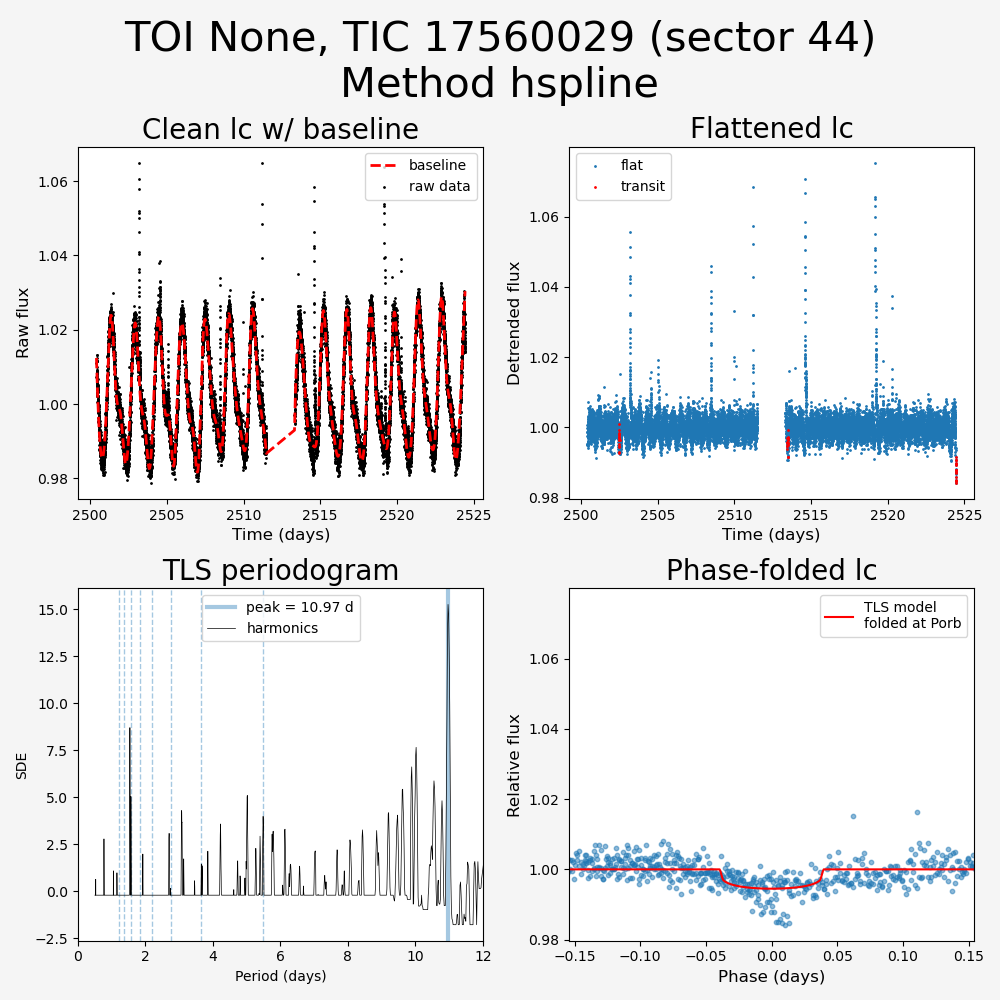 TOI None, TIC 17560029 (sector 44)
Method hspline
Clean lc w/ baseline
baseline
raw data
1.06
1.04
1.02
1.00
0.98
Raw flux
2500
2505
2510
2515
2520
2525
Time (days)
Flattened lc
flat
transit
1.06
1.04
1.02
1.00
0.98
Detrended flux
2500
2505
2510
2515
2520
2525
Time (days)
TLS periodogram
peak = 10.97 d
harmonics
15.0
12.5
10.0
7.5
5.0
2.5
0.0
−2.5
SDE
0
2
4
6
8
10
12
Period (days)
Phase-folded lc
TLS model
folded at Porb
1.06
1.04
1.02
1.00
0.98
Relative flux
−0.15
−0.10
−0.05
0.00
0.05
0.10
0.15
Phase (days)